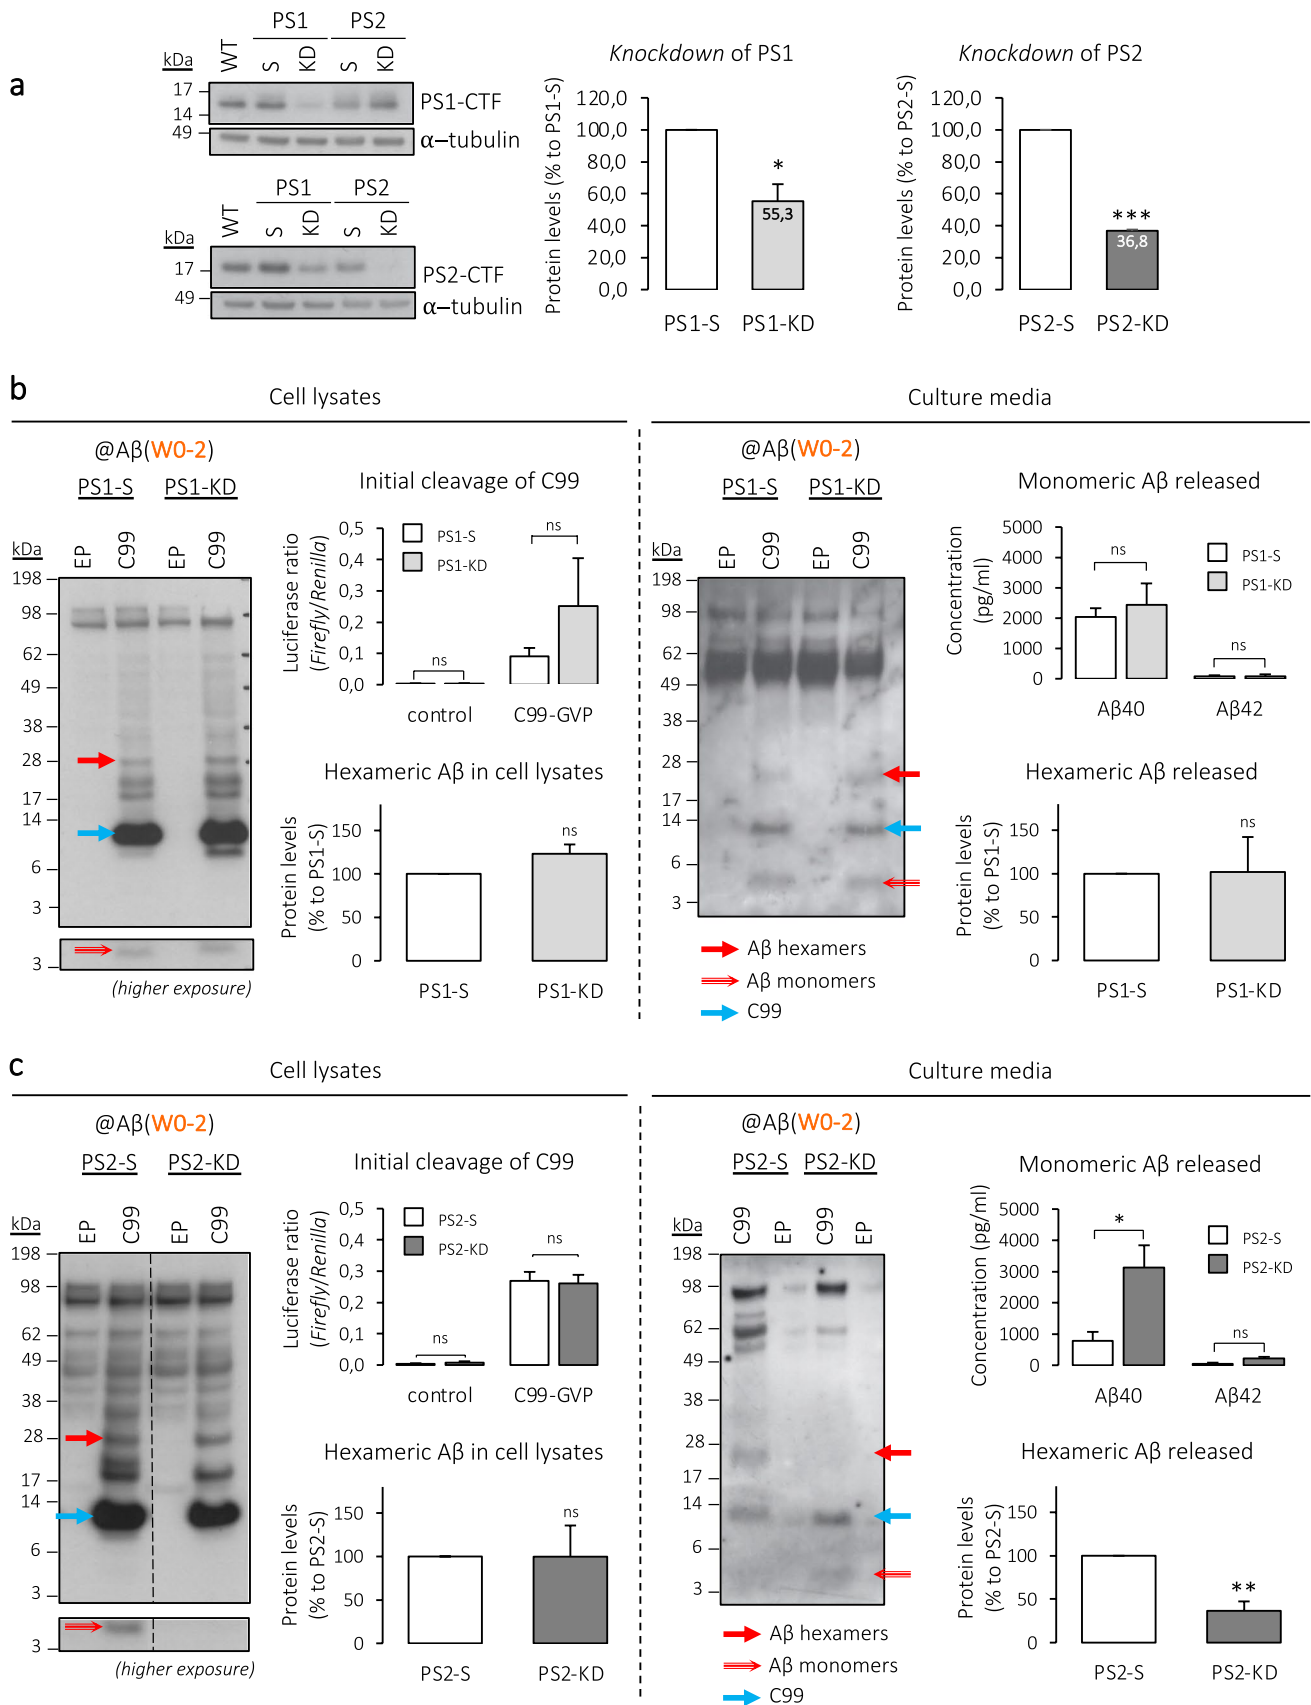 a
PS1 PS2
kDa WT S KD S KD
17
14
PS1-CTF
49
α–tubulin
PS1 PS2
kDa WT S KD S KD
17
PS2-CTF
49
α–tubulin
Knockdown of PS1
Protein levels (% to PS1-S)
120,0
100,0
80,0
60,0
40,0
20,0
0,0
*
55,3
PS1-S PS1-KD
Knockdown of PS2
Protein levels (% to PS2-S)
120,0
100,0
80,0
60,0
40,0
20,0
0,0
***
36,8
PS2-S PS2-KD
b
Cell lysates
@Aβ(W0-2)
PS1-S PS1-KD
kDa EP C99 EP C99
198
98
62
49
38
28
17
14
6
3
3
(higher exposure)
Initial cleavage of C99
Luciferase ratio
(Firefly/Renilla)
0,5
0,4
0,3
0,2
0,1
0,0
PS1-S
PS1-KD
ns
ns
control C99-GVP
Hexameric Aβ in cell lysates
Protein levels
(% to PS1-S)
150
100
50
0
ns
PS1-S PS1-KD
Culture media
@Aβ(W0-2)
PS1-S PS1-KD
kDa EP C99 EP C99
198
98
62
49
38
28
17
14
6
3
Aβ hexamers
Aβ monomers
C99
Monomeric Aβ released
Concentration
(pg/ml)
5000
4000
3000
2000
1000
0
PS1-S
PS1-KD
ns
ns
Aβ40 Aβ42
Hexameric Aβ released
Protein levels
(% to PS1-S)
150
100
50
0
ns
PS1-S PS1-KD
c
Cell lysates
@Aβ(W0-2)
PS2-S PS2-KD
kDa EP C99 EP C99
198
98
62
49
38
28
17
14
6
3
3
(higher exposure)
Initial cleavage of C99
Luciferase ratio
(Firefly/Renilla)
0,5
0,4
0,3
0,2
0,1
0,0
PS2-S
PS2-KD
ns
ns
control C99-GVP
Hexameric Aβ in cell lysates
Protein levels
(% to PS2-S)
150
100
50
0
ns
PS2-S PS2-KD
Culture media
@Aβ(W0-2)
PS2-S PS2-KD
kDa C99 EP C99 EP
198
98
62
49
38
28
17
14
6
3
Aβ hexamers
Aβ monomers
C99
Monomeric Aβ released
Concentration (pg/ml)
5000
4000
3000
2000
1000
0
PS2-S
PS2-KD
*
ns
Aβ40 Aβ42
Hexameric Aβ released
Protein levels
(% to PS2-S)
150
100
50
0
**
PS2-S PS2-KD